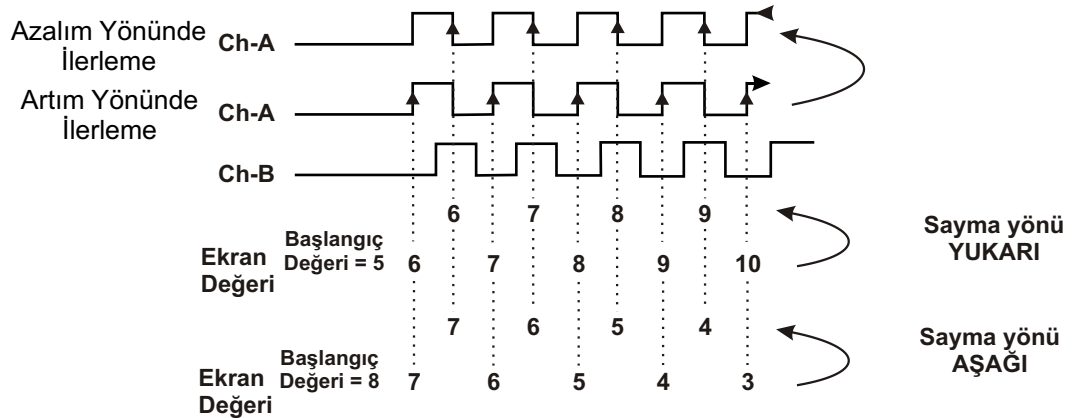 Azalım Yönünde
İlerleme
Ch-A
Artım Yönünde
İlerleme
Ch-A
Ch-B
6 7 8 9
Sayma yönü
YUKARI
Ekran
Değeri
Başlangıç
Değeri = 5
6 7 8 9 10
7 6 5 4
Sayma yönü
AŞAĞI
Ekran
Değeri
Başlangıç
Değeri = 8
7 6 5 4 3